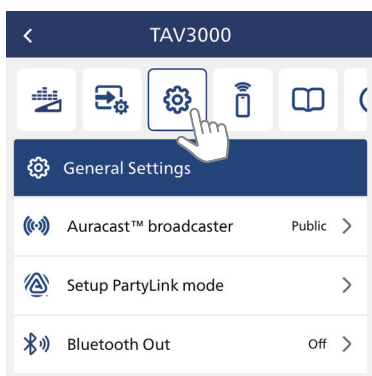 TAV3000
General Settings
Auracast™ broadcaster Public
Setup PartyLink mode
Bluetooth Out Off